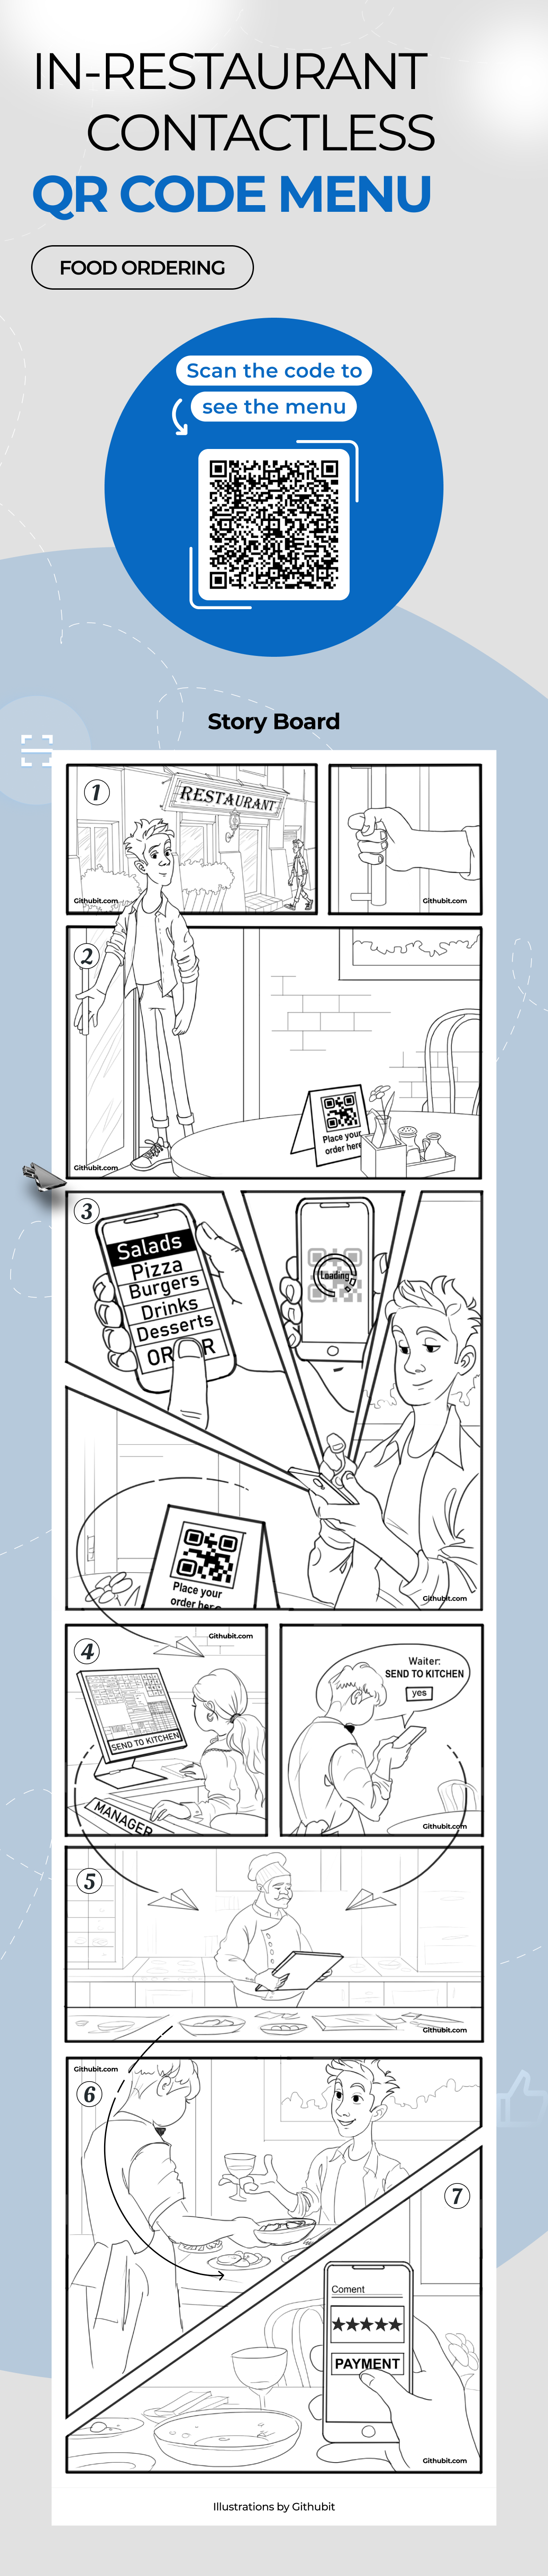 IN-RESTAURANT
CONTACTLESS
QR CODE MENU
FOOD ORDERING
Scan the code to
see the menu
Story Board
1
RESTAURANT
Githubit.com
Githubit.com
2
Place your
order here
Githubit.com
3
Salads
Pizza
Burgers
Drinks
Desserts
OR R
Loading
Place your
order here
Githubit.com
4
Githubit.com
SEND TO KITCHEN
MANAGER
Waiter:
SEND TO KITCHEN
yes
Githubit.com
5
Githubit.com
Githubit.com
6
7
Coment
PAYMENT
Githubit.com
Illustrations by Githubit